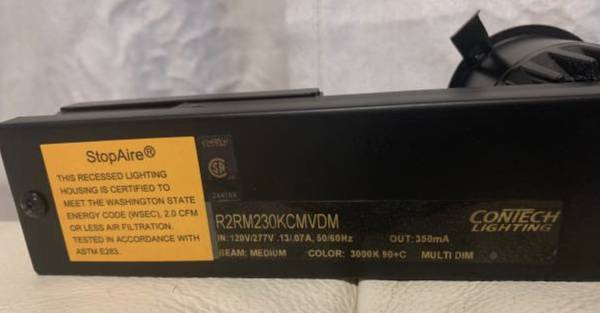 StopAire®
THIS RECESSED LIGHTING
HOUSING IS CERTIFIED TO
MEET THE WASHINGTON STATE
ENERGY CODE (WSEC), 2.0 CFM
OR LESS AIR FILTRATION.
TESTED IN ACCORDANCE WITH
ASTM E283.
CONTECH
R2RM230KCMVDM
IN: 120V/277V .13/.07A, 50/60Hz OUT: 350mA
BEAM: MEDIUM COLOR: 3000K 90+C MULTI DIM
CONTECH
LIGHTING